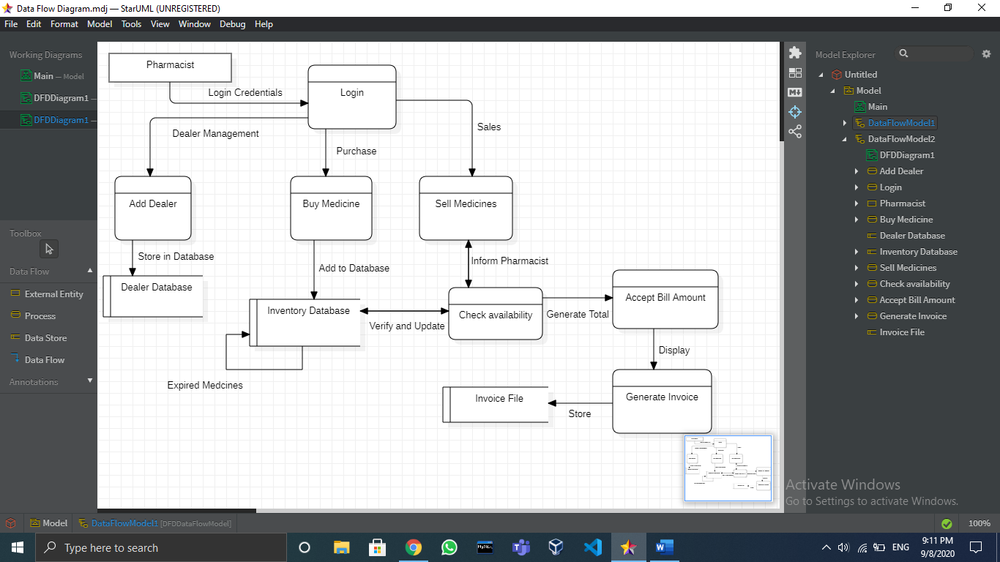 Data Flow Diagram.mdj — StarUML (UNREGISTERED)
File Edit Format Model Tools View Window Debug Help
Working Diagrams
Main — Model
DFDDiagram1 —
DFDDiagram1 —
Toolbox
Data Flow
External Entity
Process
Data Store
Data Flow
Annotations
Pharmacist
Login Credentials
Login
Dealer Management
Purchase
Sales
Add Dealer
Buy Medicine
Sell Medicines
Store in Database
Add to Database
Inform Pharmacist
Dealer Database
Inventory Database
Verify and Update
Check availability
Generate Total
Accept Bill Amount
Expired Medcines
Display
Invoice File
Store
Generate Invoice
Model Explorer
Untitled
Model
Main
DataFlowModel1
DataFlowModel2
DFDDiagram1
Add Dealer
Login
Pharmacist
Buy Medicine
Dealer Database
Inventory Database
Sell Medicines
Check availability
Accept Bill Amount
Generate Invoice
Invoice File
Activate Windows
Go to Settings to activate Windows.
Model DataFlowModel1 [DFDDataFlowModel]
100%
Type here to search
MySQL
ENG
9:11 PM
9/8/2020